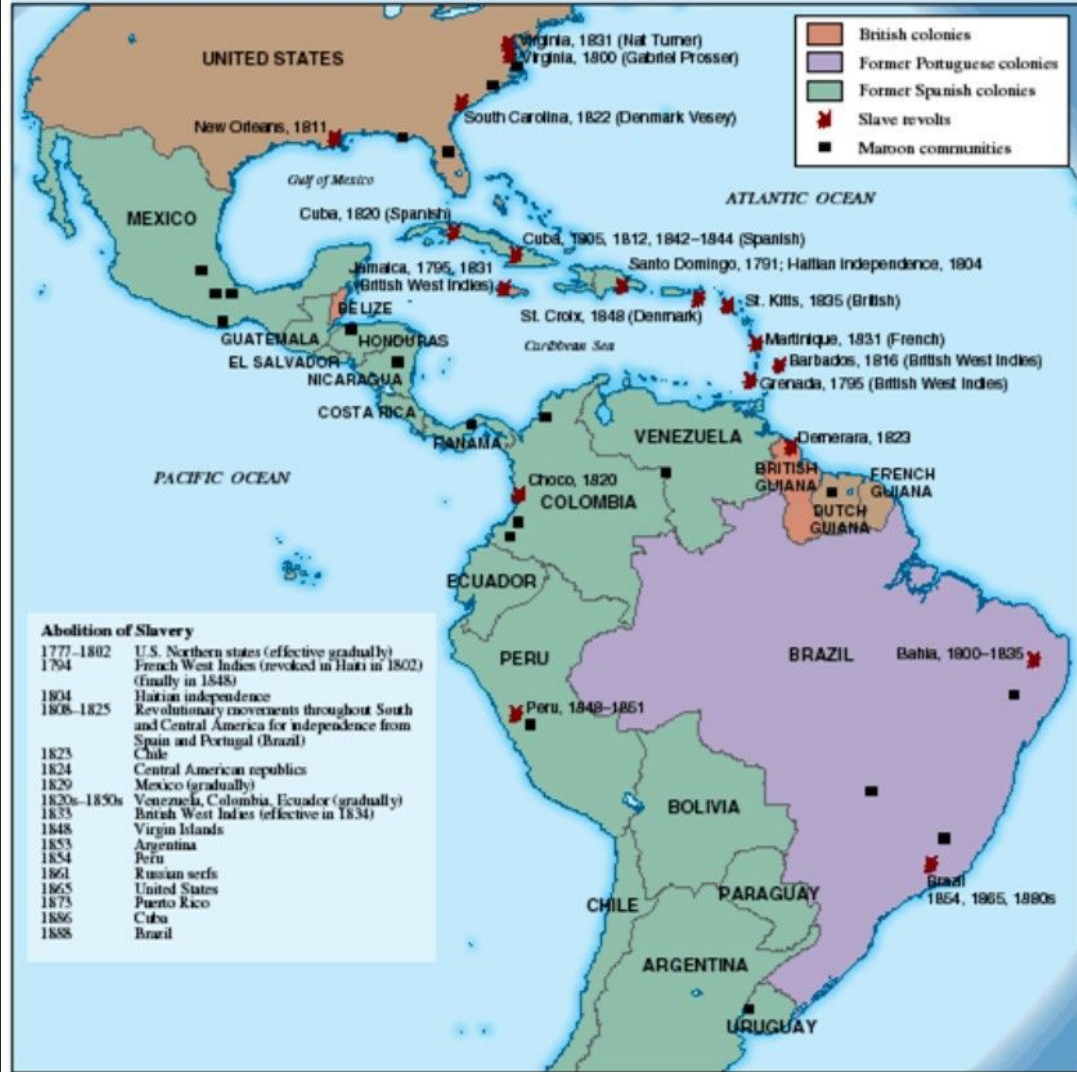 British colonies
Former Portuguese colonies
Former Spanish colonies
Slave revolts
Maroon communities
UNITED STATES
Virginia, 1831 (Nat Turner)
Virginia, 1800 (Gabriel Prosser)
South Carolina, 1822 (Denmark Vesey)
New Orleans, 1811
Gulf of Mexico
ATLANTIC OCEAN
MEXICO
Cuba, 1820 (Spanish)
Cuba, 1905, 1812, 1842–1844 (Spanish)
Jamaica, 1795, 1831
(British West Indies)
Santo Domingo, 1791; Haitian Independence, 1804
St. Kitts, 1835 (British)
St. Croix, 1848 (Denmark)
BELIZE
GUATEMALA
HONDURAS
EL SALVADOR
NICARAGUA
COSTA RICA
PANAMA
Caribbean Sea
Martinique, 1831 (French)
Barbados, 1816 (British West Indies)
Grenada, 1795 (British West Indies)
VENEZUELA
Demerara, 1823
BRITISH
GUIANA
FRENCH
GUIANA
DUTCH
GUIANA
PACIFIC OCEAN
Choco, 1820
COLOMBIA
ECUADOR
PERU
BRAZIL
Bahia, 1800–1835
Peru, 1848–1851
BOLIVIA
PARAGUAY
CHILE
Brazil
1854, 1865, 1880s
ARGENTINA
URUGUAY
Abolition of Slavery
1777–1802 U.S. Northern states (effective gradually)
1794 French West Indies (revoked in Haiti in 1802)
(finally in 1848)
1804 Haitian independence
1808–1825 Revolutionary movements throughout South
and Central America for independence from
Spain and Portugal (Brazil)
1823 Chile
1824 Central American republics
1829 Mexico (gradually)
1820s–1850s Venezuela, Colombia, Ecuador (gradually)
1833 British West Indies (effective in 1834)
1848 Virgin Islands
1853 Argentina
1854 Peru
1861 Russian serfs
1865 United States
1873 Puerto Rico
1886 Cuba
1888 Brazil